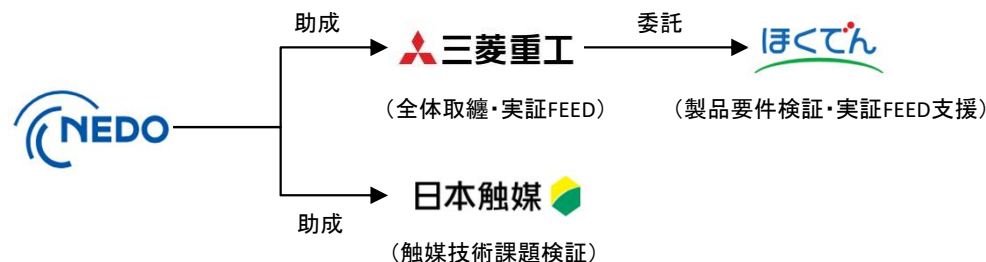 助成
委託
三菱重工
ほくでん
(全体取纏・実証FEED)
(製品要件検証・実証FEED支援)
NEDO
日本触媒
助成
(触媒技術課題検証)